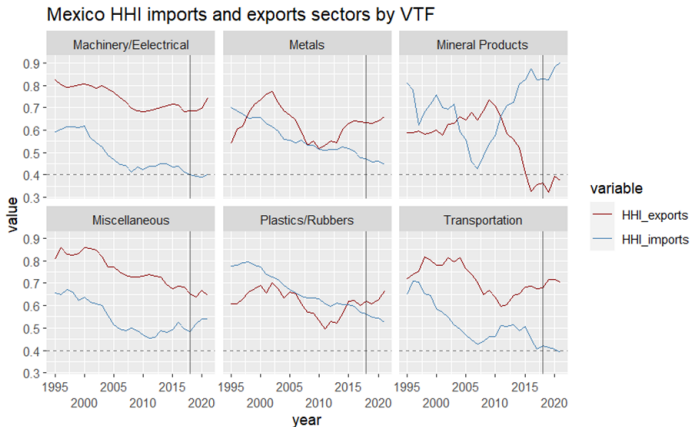 Mexico HHI imports and exports sectors by VTF
Machinery/Eelectrical
Metals
Mineral Products
0.9
0.8
0.7
0.6
0.5
0.4
0.3
value
variable
HHI_exports
HHI_imports
Miscellaneous
Plastics/Rubbers
Transportation
0.9
0.8
0.7
0.6
0.5
0.4
0.3
1995 2005 2015 1995 2005 2015 1995 2005 2015
2000 2010 2020 2000 2010 2020 2000 2010 2020
year